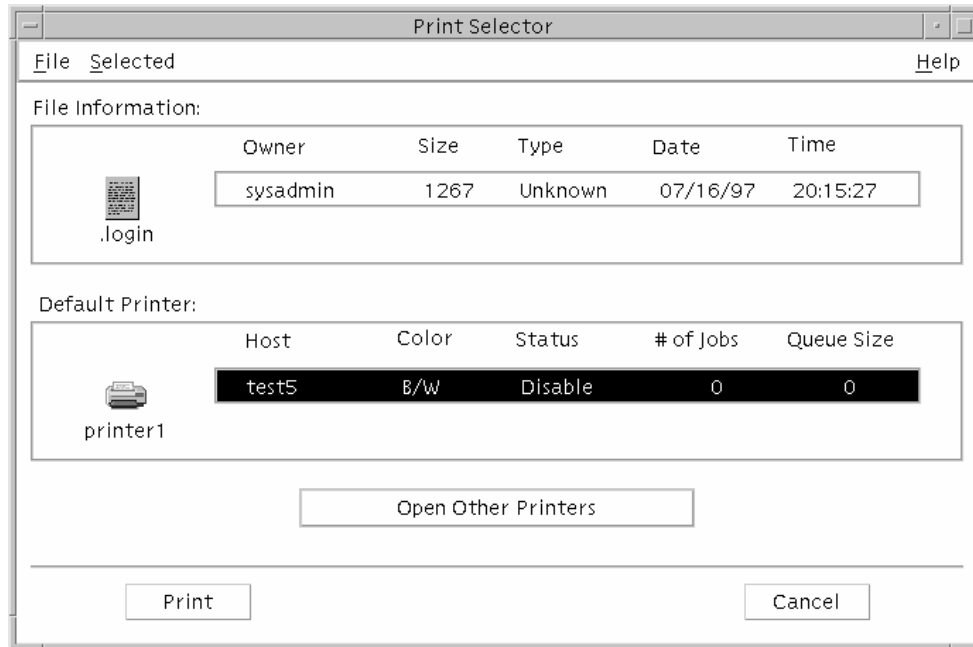 Print Selector
File Selected Help
File Information:
Owner Size Type Date Time
sysadmin 1267 Unknown 07/16/97 20:15:27
.login
Default Printer:
Host Color Status # of Jobs Queue Size
test5 B/W Disable 0 0
printer1
Open Other Printers
Print Cancel